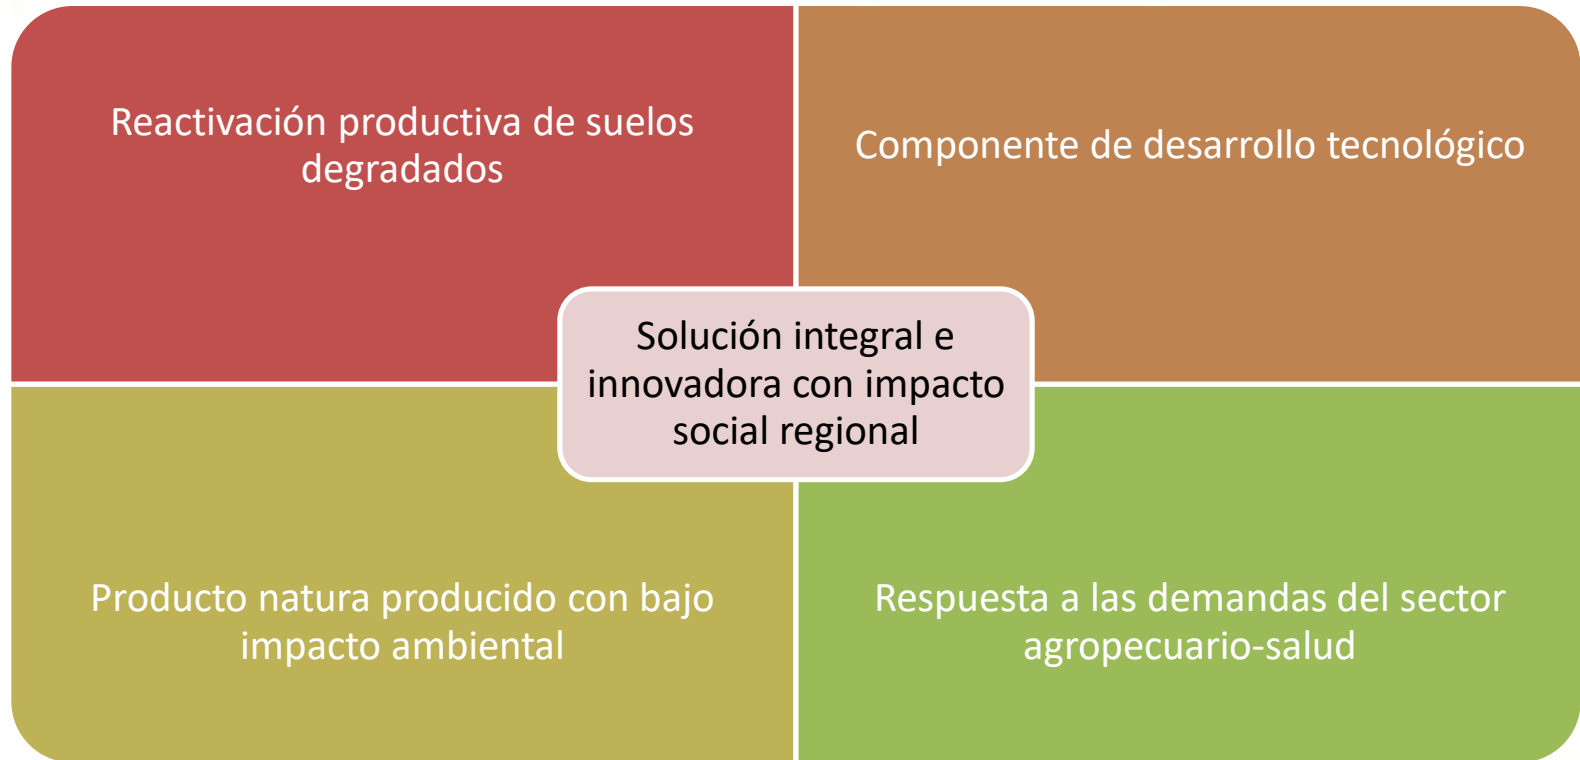 Reactivación productiva de suelos
degradados
Componente de desarrollo tecnológico
Solución integral e
innovadora con impacto
social regional
Producto natura producido con bajo
impacto ambiental
Respuesta a las demandas del sector
agropecuario-salud